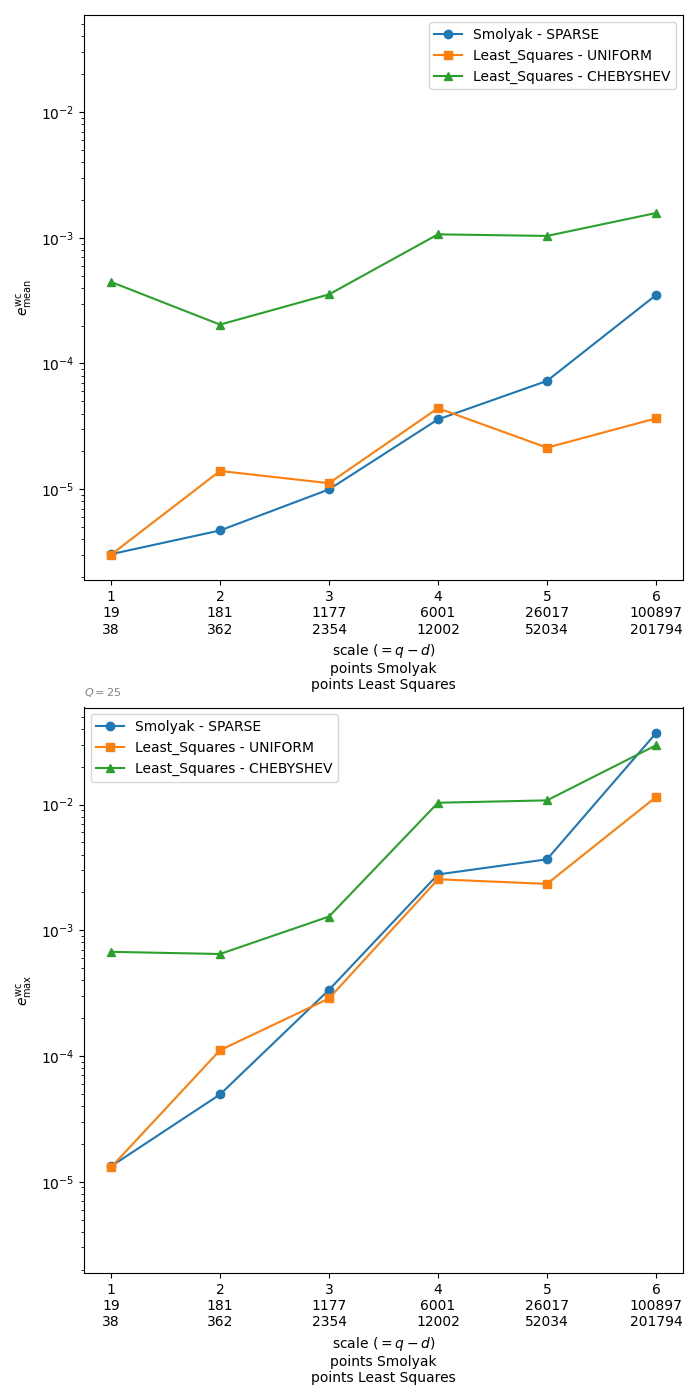 Smolyak - SPARSE
Least_Squares - UNIFORM
Least_Squares - CHEBYSHEV
10⁻²
10⁻³
10⁻⁴
10⁻⁵
e^wc_mean
1 2 3 4 5 6
19 181 1177 6001 26017 100897
38 362 2354 12002 52034 201794
scale (= q − d)
points Smolyak
points Least Squares
Q = 25
Smolyak - SPARSE
Least_Squares - UNIFORM
Least_Squares - CHEBYSHEV
10⁻²
10⁻³
10⁻⁴
10⁻⁵
e^wc_max
1 2 3 4 5 6
19 181 1177 6001 26017 100897
38 362 2354 12002 52034 201794
scale (= q − d)
points Smolyak
points Least Squares